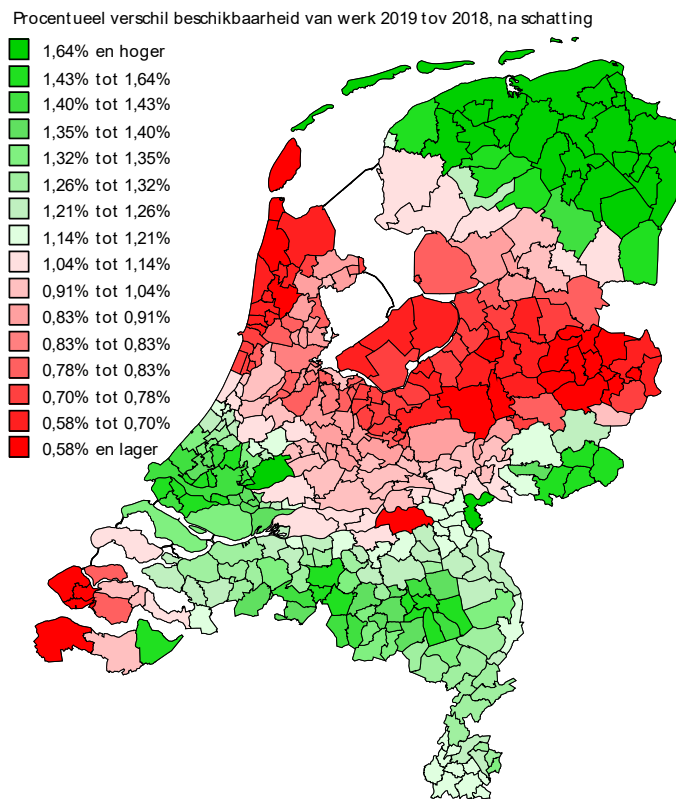 Procentueel verschil beschikbaarheid van werk 2019 tov 2018, na schatting
1,64% en hoger
1,43% tot 1,64%
1,40% tot 1,43%
1,35% tot 1,40%
1,32% tot 1,35%
1,26% tot 1,32%
1,21% tot 1,26%
1,14% tot 1,21%
1,04% tot 1,14%
0,91% tot 1,04%
0,83% tot 0,91%
0,83% tot 0,83%
0,78% tot 0,83%
0,70% tot 0,78%
0,58% tot 0,70%
0,58% en lager